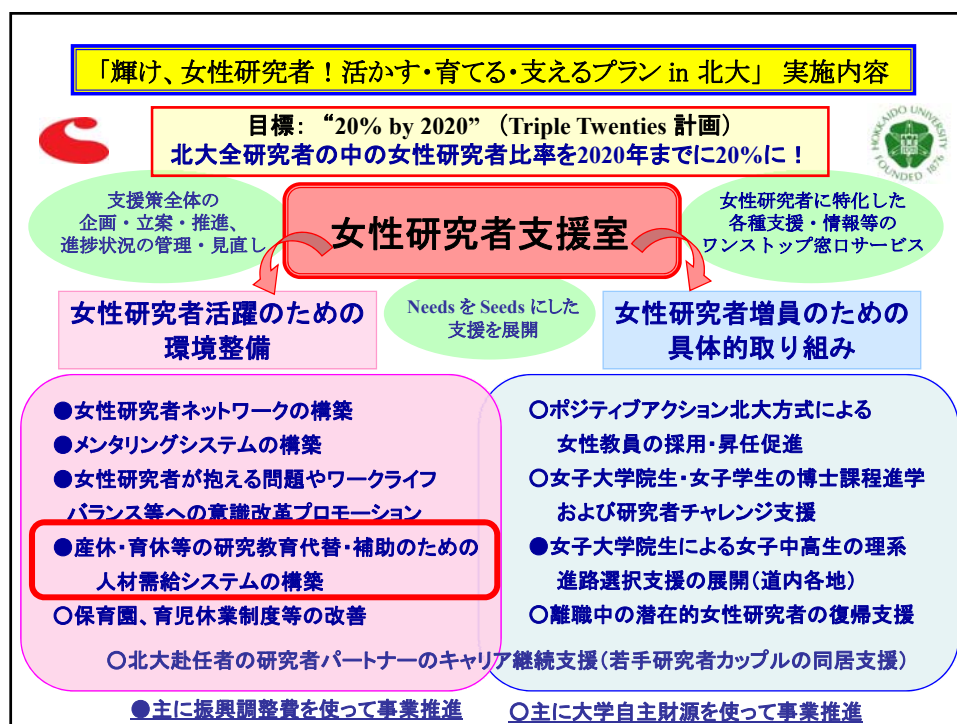 「輝け、女性研究者！活かす・育てる・支えるプラン in 北大」 実施内容
目標： “20% by 2020” （Triple Twenties 計画）
北大全研究者の中の女性研究者比率を2020年までに20%に！
HOKKAIDO UNIVERSITY
FOUNDED 1876
支援策全体の
企画・立案・推進、
進捗状況の管理・見直し
女性研究者支援室
女性研究者に特化した
各種支援・情報等の
ワンストップ窓口サービス
Needs を Seeds にした
支援を展開
女性研究者活躍のための
環境整備
●女性研究者ネットワークの構築
●メンタリングシステムの構築
●女性研究者が抱える問題やワークライフ
バランス等への意識改革プロモーション
●産休・育休等の研究教育代替・補助のための
人材需給システムの構築
○保育園、育児休業制度等の改善
女性研究者増員のための
具体的取り組み
○ポジティブアクション北大方式による
女性教員の採用・昇任促進
○女子大学院生・女子学生の博士課程進学
および研究者チャレンジ支援
●女子大学院生による女子中高生の理系
進路選択支援の展開（道内各地）
○離職中の潜在的女性研究者の復帰支援
○北大赴任者の研究者パートナーのキャリア継続支援（若手研究者カップルの同居支援）
●主に振興調整費を使って事業推進
○主に大学自主財源を使って事業推進